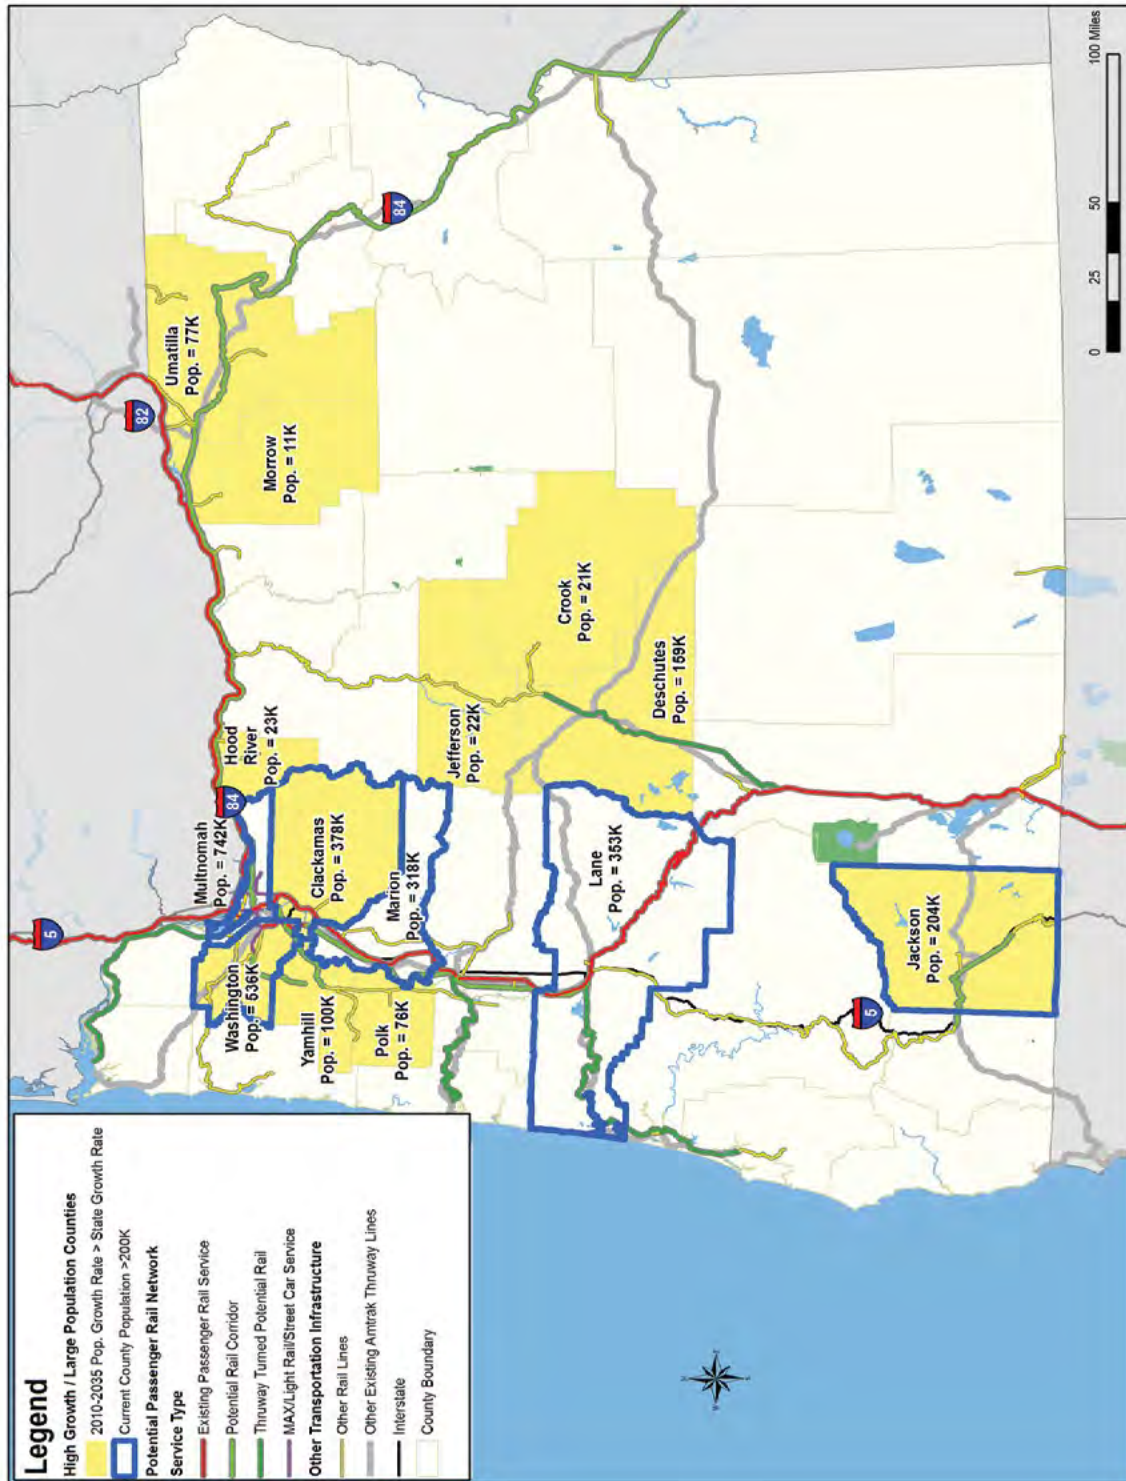 Legend
High Growth / Large Population Counties
2010-2035 Pop. Growth Rate > State Growth Rate
Current County Population >200K
Potential Passenger Rail Network
Service Type
Existing Passenger Rail Service
Potential Rail Corridor
Thruway Turned Potential Rail
MAX/Light Rail/Street Car Service
Other Transportation Infrastructure
Other Rail Lines
Other Existing Amtrak Thruway Lines
Interstate
County Boundary
5
Multnomah
Pop. = 742K
84
Hood
River
Pop. = 23K
82
Umatilla
Pop. = 77K
Morrow
Pop. = 11K
84
Washington
Pop. = 536K
Clackamas
Pop. = 378K
Yamhill
Pop. = 100K
Polk
Pop. = 76K
Marion
Pop. = 318K
Jefferson
Pop. = 22K
Crook
Pop. = 21K
Deschutes
Pop. = 159K
Lane
Pop. = 353K
5
Jackson
Pop. = 204K
N
0 25 50 100 Miles